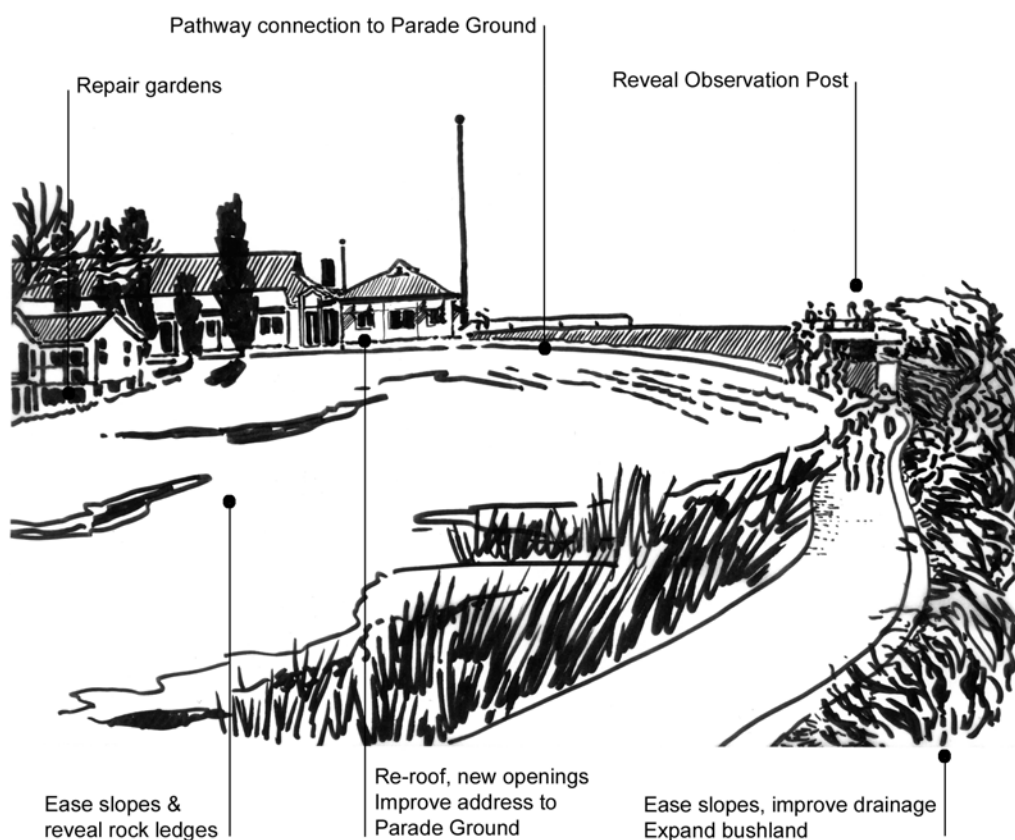 Pathway connection to Parade Ground
Repair gardens
Reveal Observation Post
Ease slopes &
reveal rock ledges
Re-roof, new openings
Improve address to
Parade Ground
Ease slopes, improve drainage
Expand bushland